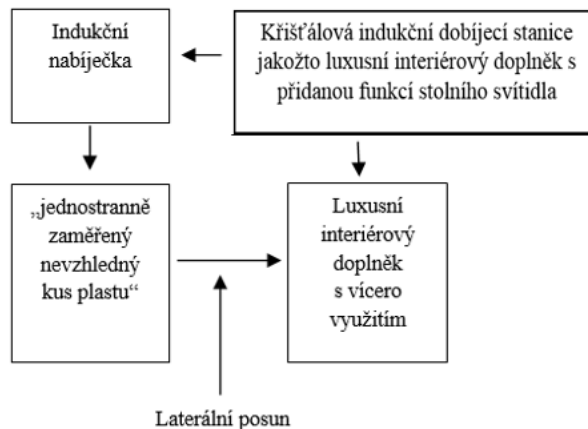 Indukční
nabíječka
Křišťálová indukční dobíjecí stanice
jakožto luxusní interiérový doplněk s
přidanou funkcí stolního svítidla
„jednostranně
zaměřený
nevzhledný
kus plastu“
Luxusní
interiérový
doplněk
s vícero
využitím
Laterální posun